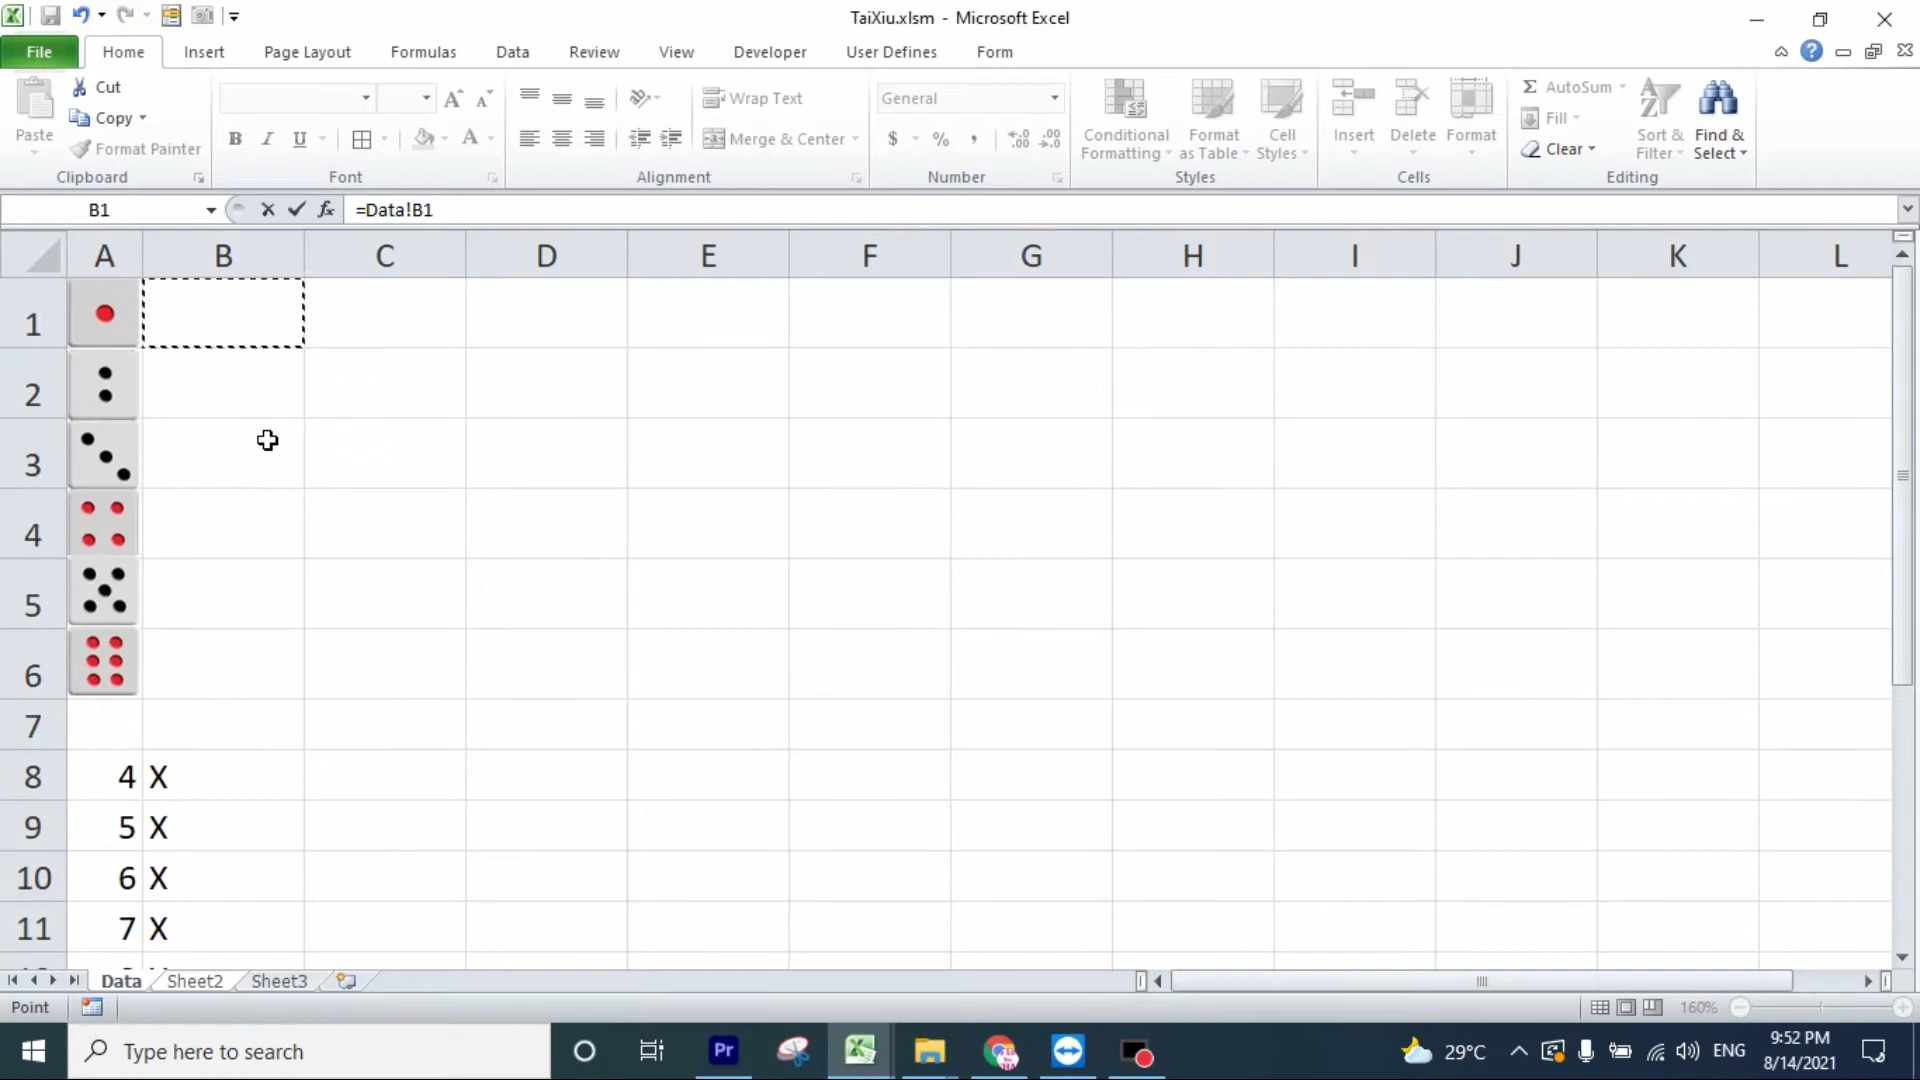 TaiXiu.xlsm - Microsoft Excel
File Home Insert Page Layout Formulas Data Review View Developer User Defines Form
Paste Cut Copy Format Painter Clipboard
B I U Font
Wrap Text Merge & Center Alignment
General $ % , Number
Conditional Formatting Format as Table Cell Styles Styles
Insert Delete Format Cells
AutoSum Fill Clear Sort & Filter Find & Select Editing
B1 fx =Data!B1
A B C D E F G H I J K L
1
2
3
4
5
6
7
8 4 X
9 5 X
10 6 X
11 7 X
Data Sheet2 Sheet3
Point 160%
Type here to search Pr 29°C ENG 9:52 PM
8/14/2021